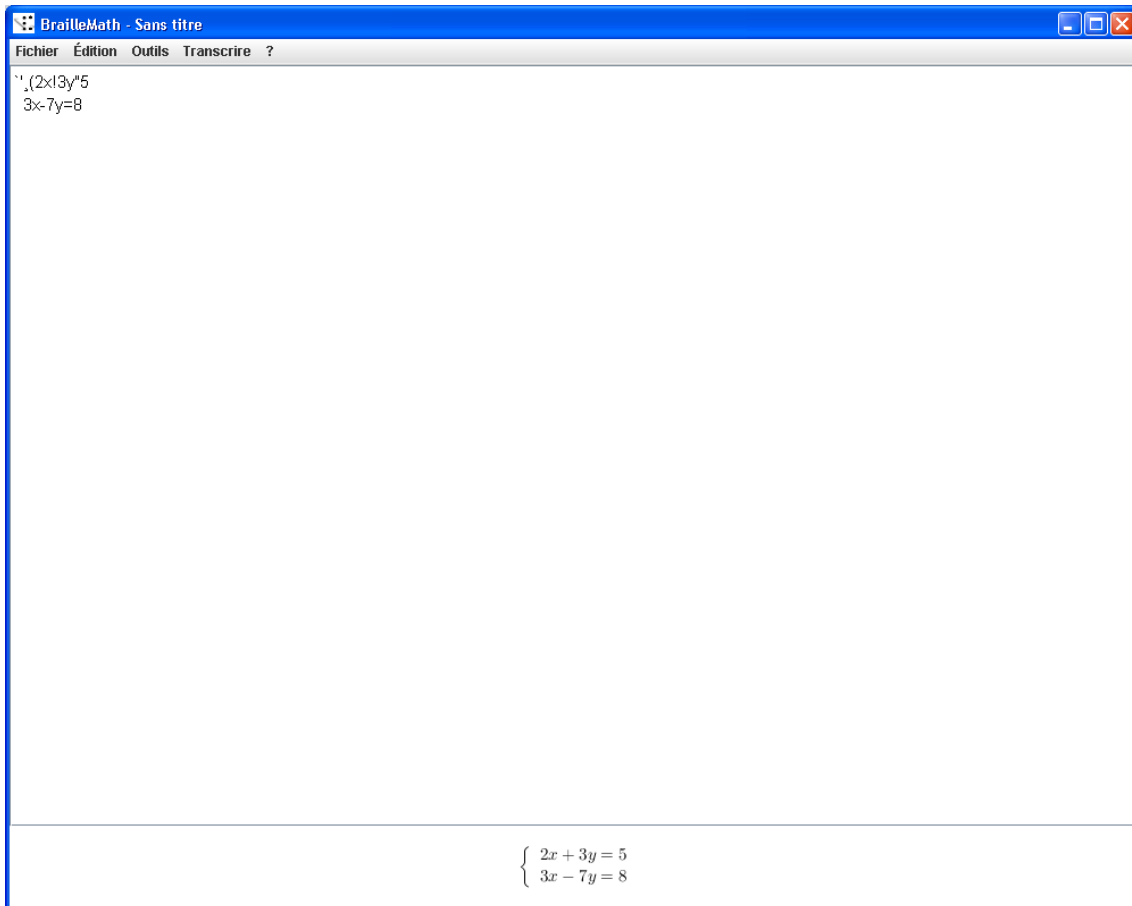 BrailleMath - Sans titre
Fichier Édition Outils Transcrire ?
`'¸(2x!3y"5
3x-7y=8
2x + 3y = 5
3x − 7y = 8